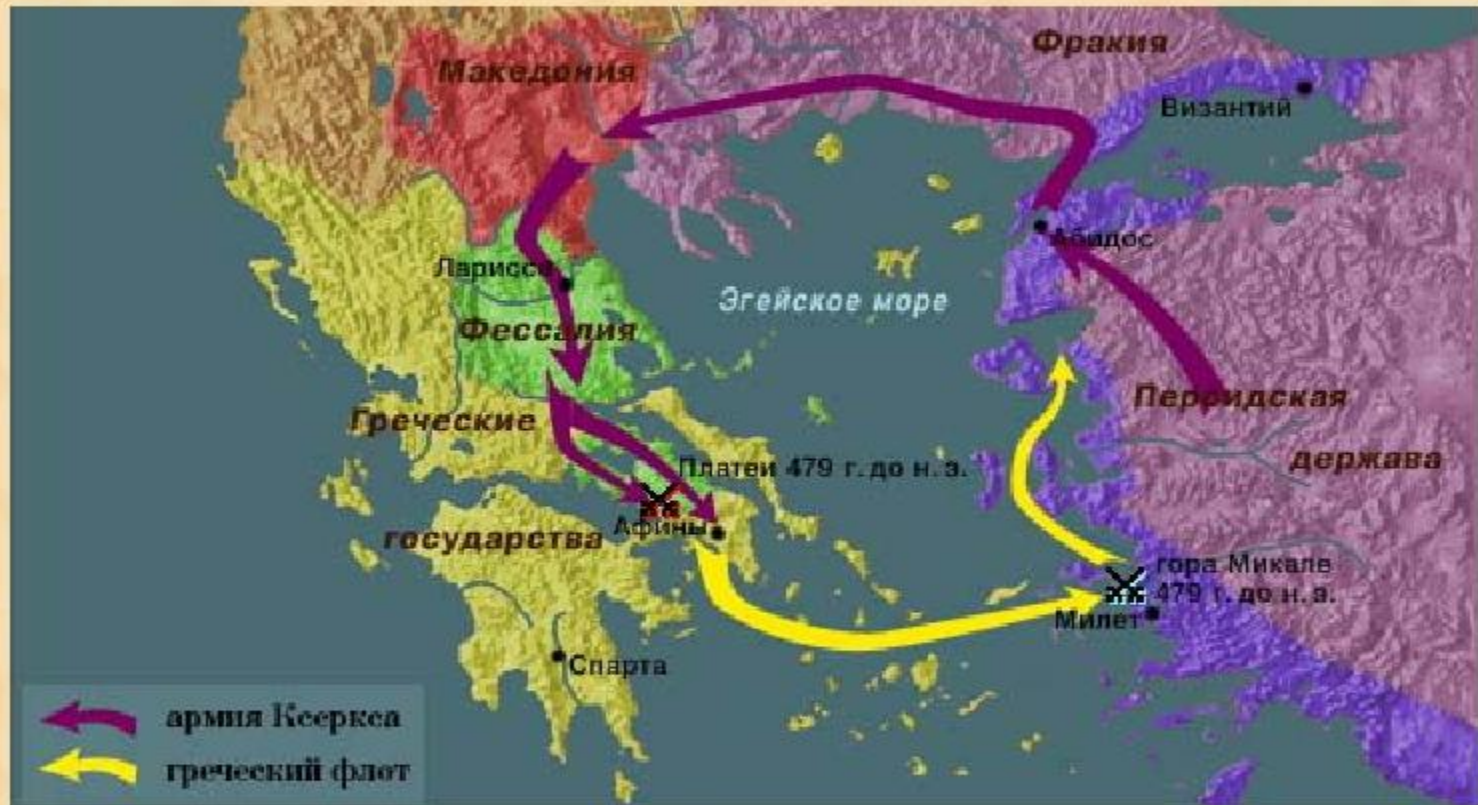 Македония
Фракия
Византий
Абидос
Лариссе
Эгейское море
Фессалия
Персидская
держава
Греческие
государства
Платеи 479 г. до н. э.
Афины
гора Микале
479 г. до н. э.
Милет
Спарта
армия Ксеркса
греческий флот